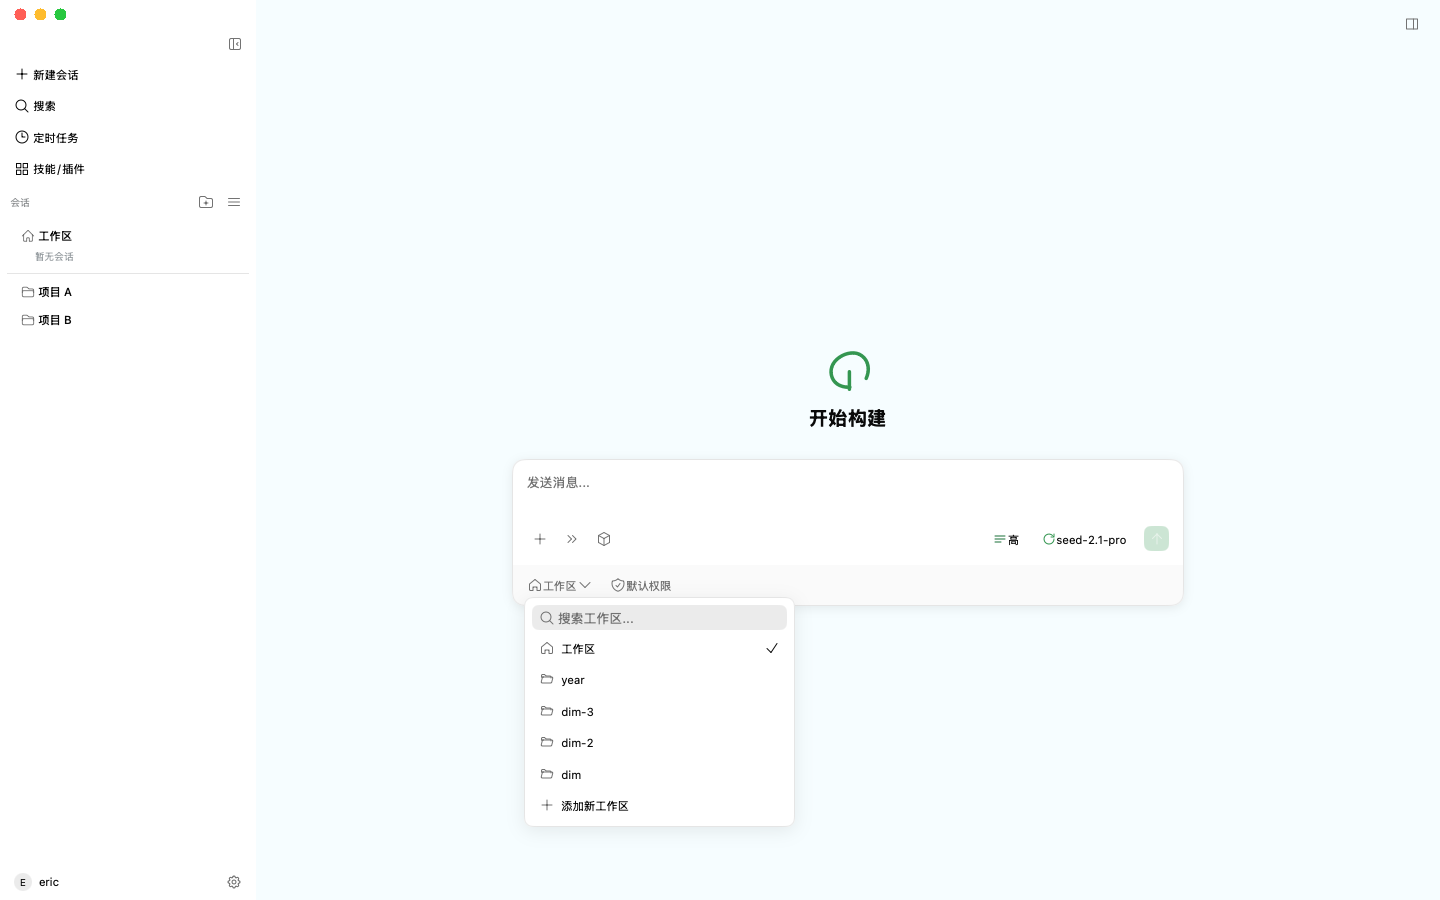 新建会话
搜索
定时任务
技能/插件
会话
工作区
暂无会话
项目 A
项目 B
E eric
开始构建
发送消息...
高 seed-2.1-pro
工作区 默认权限
搜索工作区...
工作区
year
dim-3
dim-2
dim
添加新工作区